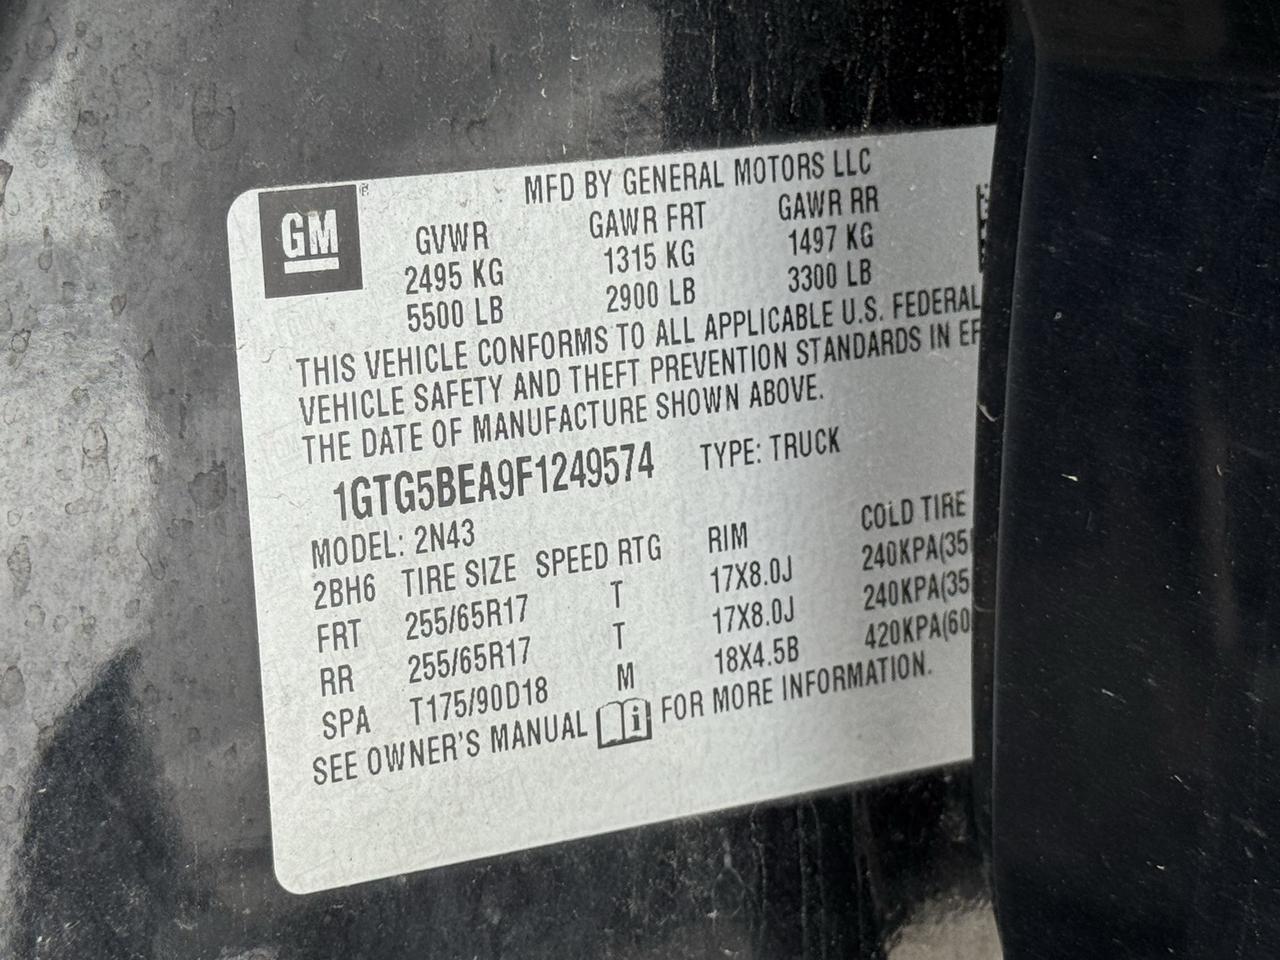 GM ®
MFD BY GENERAL MOTORS LLC
GVWR GAWR FRT GAWR RR
2495 KG 1315 KG 1497 KG
5500 LB 2900 LB 3300 LB
THIS VEHICLE CONFORMS TO ALL APPLICABLE U.S. FEDERAL
VEHICLE SAFETY AND THEFT PREVENTION STANDARDS IN
THE DATE OF MANUFACTURE SHOWN ABOVE.
1GTG5BEA9F1249574 TYPE: TRUCK
MODEL: 2N43
2BH6 TIRE SIZE SPEED RTG RIM COLD TIRE
FRT 255/65R17 T 17X8.0J 240KPA(35
RR 255/65R17 T 17X8.0J 240KPA(35
SPA T175/90D18 M 18X4.5B 420KPA(60
SEE OWNER'S MANUAL i FOR MORE INFORMATION.